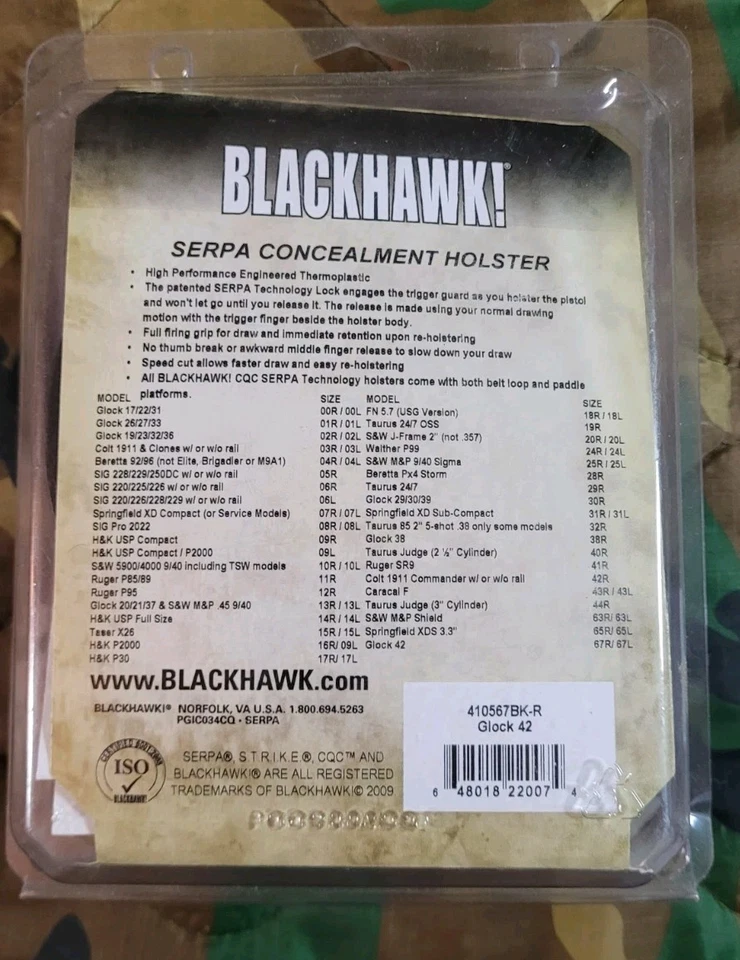 BLACKHAWK!®
SERPA CONCEALMENT HOLSTER
• High Performance Engineered Thermoplastic
• The patented SERPA Technology Lock engages the trigger guard as you holster the pistol
and won't let go until you release it. The release is made using your normal drawing
motion with the trigger finger beside the holster body.
• Full firing grip for draw and immediate retention upon re-holstering
• No thumb break or awkward middle finger release to slow down your draw
• Speed cut allows faster draw and easy re-holstering
• All BLACKHAWK! CQC SERPA Technology holsters come with both belt loop and paddle
platforms.
MODEL SIZE
Glock 17/22/31 00R / 00L
Glock 26/27/33 01R / 01L
Glock 19/23/32/36 02R / 02L
Colt 1911 & Clones w/ or w/o rail 03R / 03L
Beretta 92/96 (not Elite, Brigadier or M9A1) 04R / 04L
SIG 228/229/250DC w/ or w/o rail 05R
SIG 220/225/226 w/ or w/o rail 06R
SIG 220/226/228/229 w/ or w/o rail 06L
Springfield XD Compact (or Service Models) 07R / 07L
SIG Pro 2022 08R / 08L
H&K USP Compact 09R
H&K USP Compact / P2000 09L
S&W 5900/4000 9/40 including TSW models 10R / 10L
Ruger P85/89 11R
Ruger P95 12R
Glock 20/21/37 & S&W M&P .45 9/40 13R / 13L
H&K USP Full Size 14R / 14L
Taser X26 15R / 15L
H&K P2000 16R/ 09L
H&K P30 17R/ 17L
MODEL SIZE
FN 5.7 (USG Version) 18R / 18L
Taurus 24/7 OSS 19R
S&W J-Frame 2" (not .357) 20R / 20L
Walther P99 24R / 24L
S&W M&P 9/40 Sigma 25R / 25L
Beretta Px4 Storm 28R
Taurus 24/7 29R
Glock 29/30/39 30R
Springfield XD Sub-Compact 31R / 31L
Taurus 85 2" 5-shot .38 only some models 32R
Glock 38 38R
Taurus Judge (2 ½" Cylinder) 40R
Ruger SR9 41R
Colt 1911 Commander w/ or w/o rail 42R
Caracal F 43R / 43L
Taurus Judge (3" Cylinder) 44R
S&W M&P Shield 63R/ 63L
Springfield XDS 3.3" 65R/ 65L
Glock 42 67R/ 67L
www.BLACKHAWK.com
BLACKHAWK!® NORFOLK, VA U.S.A. 1.800.694.5263
PGIC034CQ • SERPA
ISO
BLACKHAWK!
SERPA®, S.T.R.I.K.E.®, CQC™ AND
BLACKHAWK!® ARE ALL REGISTERED
TRADEMARKS OF BLACKHAWK!© 2009
410567BK-R
Glock 42
6 48018 22007 4